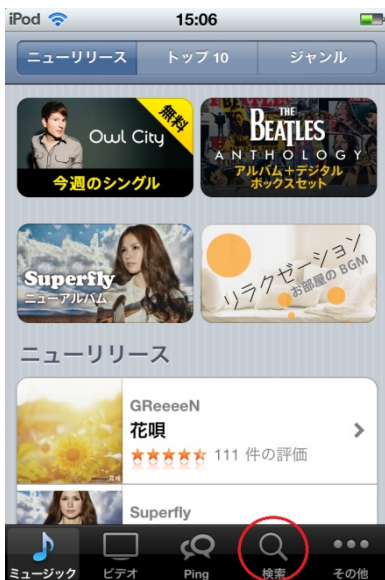 iPod 15:06
ニューリリース トップ 10 ジャンル
Owl City
無料
今週のシングル
THE
BEATLES
ANTHOLOGY
アルバム+デジタル
ボックスセット
Superfly
ニューアルバム
リラクゼーション
お部屋の BGM
ニューリリース
GReeeeN
花唄
111 件の評価
Superfly
ミュージック ビデオ Ping 検索 その他